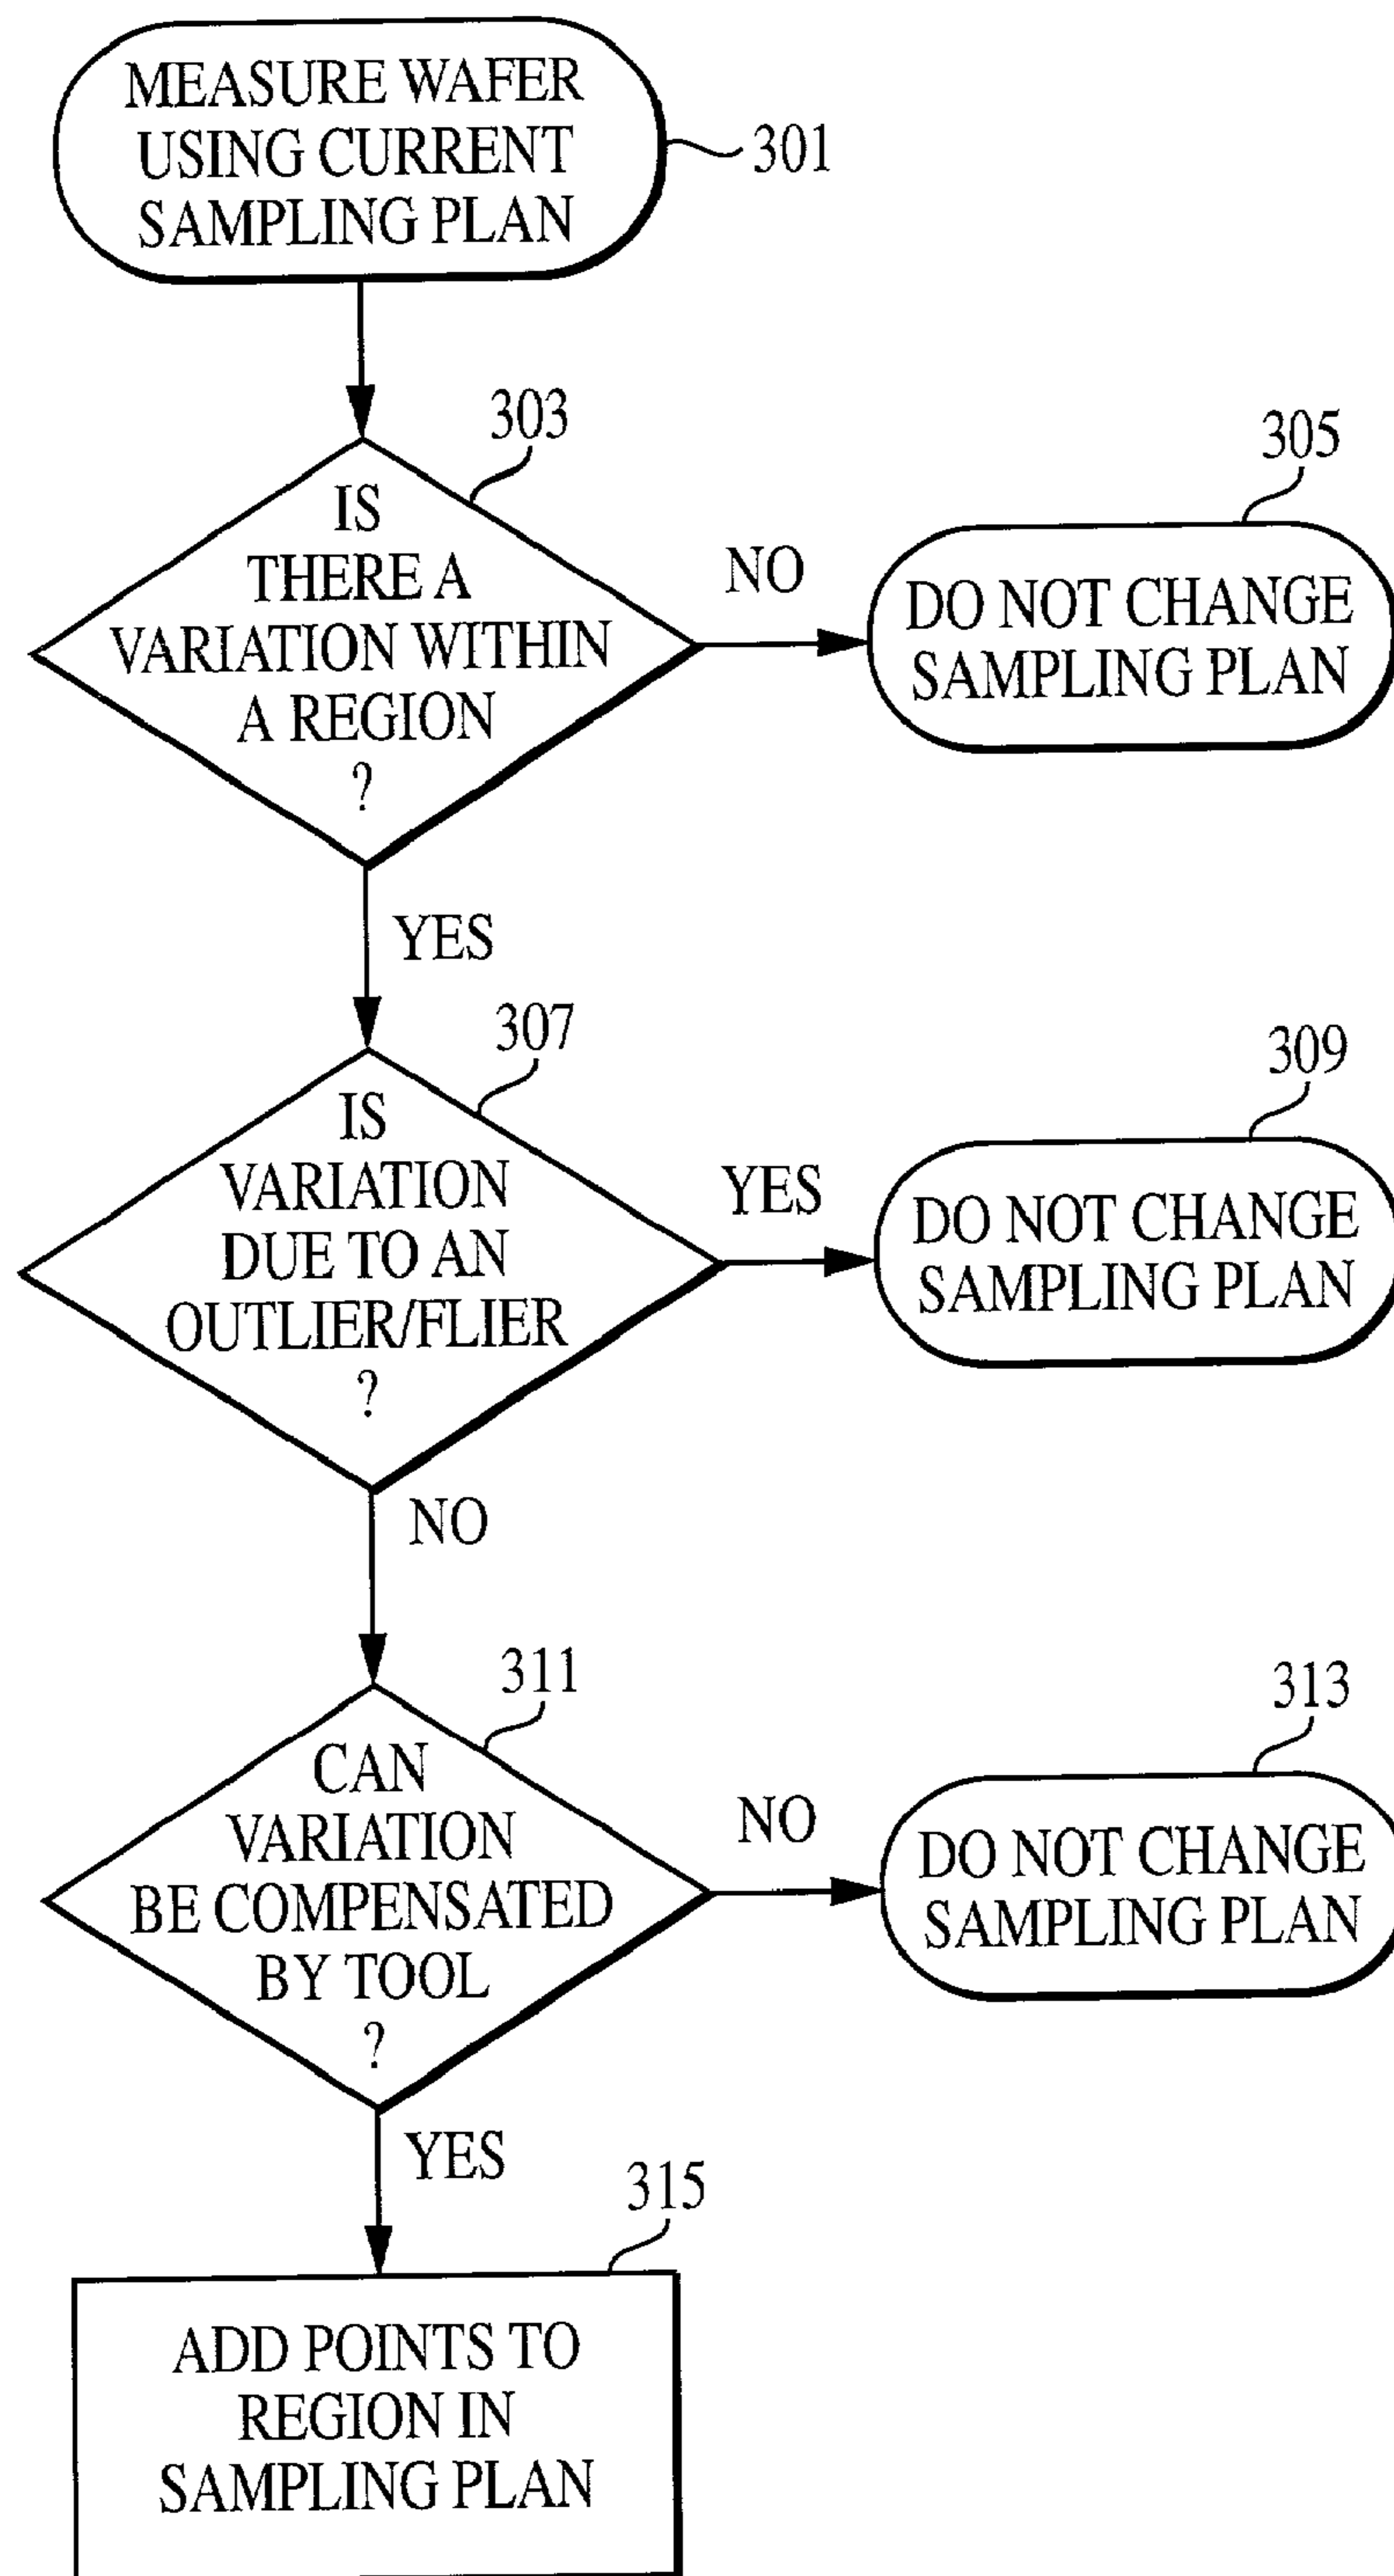 MEASURE WAFER
USING CURRENT
SAMPLING PLAN
301
303
IS
THERE A
VARIATION WITHIN
A REGION
?
NO
305
DO NOT CHANGE
SAMPLING PLAN
YES
307
IS
VARIATION
DUE TO AN
OUTLIER/FLIER
?
YES
309
DO NOT CHANGE
SAMPLING PLAN
NO
311
CAN
VARIATION
BE COMPENSATED
BY TOOL
?
NO
313
DO NOT CHANGE
SAMPLING PLAN
YES
315
ADD POINTS TO
REGION IN
SAMPLING PLAN